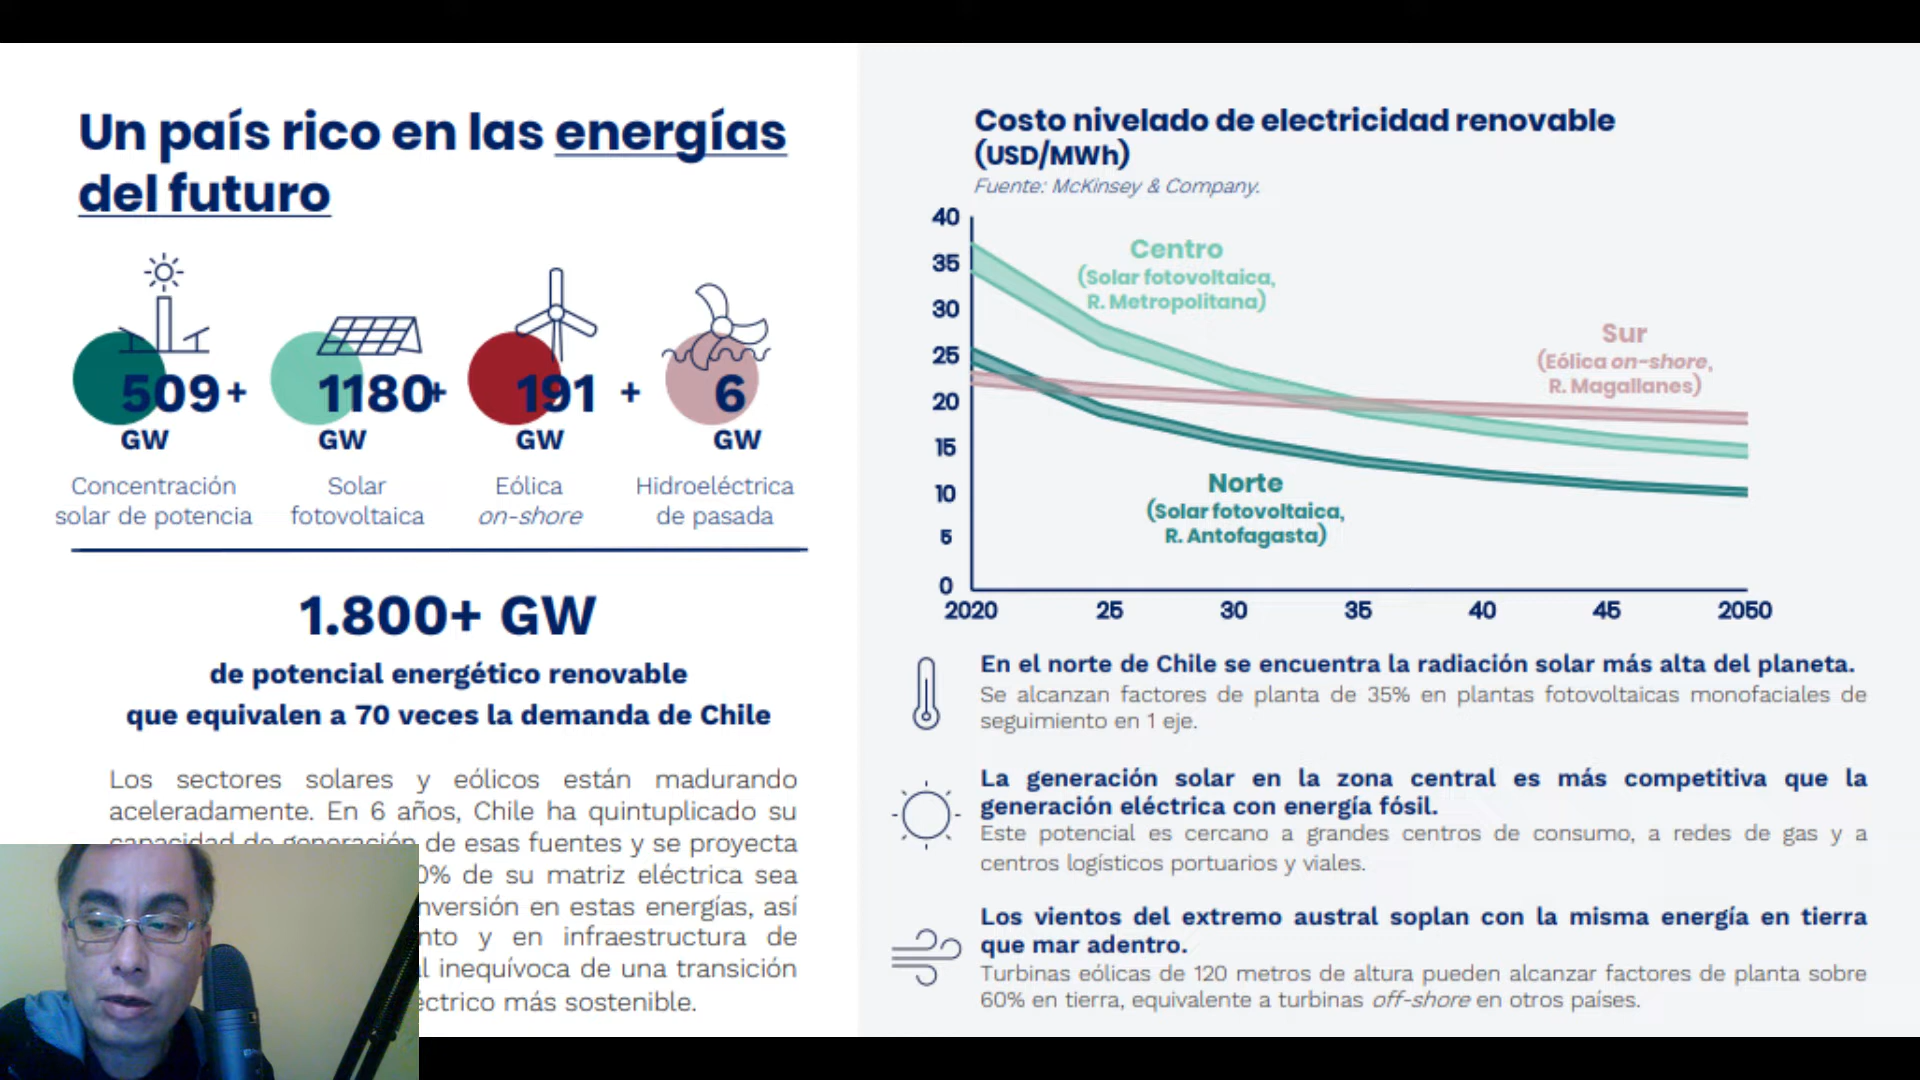 Un país rico en las energías
del futuro
509 + 1180+ 191 + 6
GW GW GW GW
Concentración
solar de potencia
Solar
fotovoltaica
Eólica
on-shore
Hidroeléctrica
de pasada
1.800+ GW
de potencial energético renovable
que equivalen a 70 veces la demanda de Chile
Los sectores solares y eólicos están madurando
aceleradamente. En 6 años, Chile ha quintuplicado su
capacidad de generación de esas fuentes y se proyecta
0% de su matriz eléctrica sea
nversión en estas energías, así
nto y en infraestructura de
l inequívoca de una transición
éctrico más sostenible.
Costo nivelado de electricidad renovable
(USD/MWh)
Fuente: McKinsey & Company.
40
35
30
25
20
15
10
5
0
2020 25 30 35 40 45 2050
Centro
(Solar fotovoltaica,
R. Metropolitana)
Sur
(Eólica on-shore,
R. Magallanes)
Norte
(Solar fotovoltaica,
R. Antofagasta)
En el norte de Chile se encuentra la radiación solar más alta del planeta.
Se alcanzan factores de planta de 35% en plantas fotovoltaicas monofaciales de
seguimiento en 1 eje.
La generación solar en la zona central es más competitiva que la
generación eléctrica con energía fósil.
Este potencial es cercano a grandes centros de consumo, a redes de gas y a
centros logísticos portuarios y viales.
Los vientos del extremo austral soplan con la misma energía en tierra
que mar adentro.
Turbinas eólicas de 120 metros de altura pueden alcanzar factores de planta sobre
60% en tierra, equivalente a turbinas off-shore en otros países.